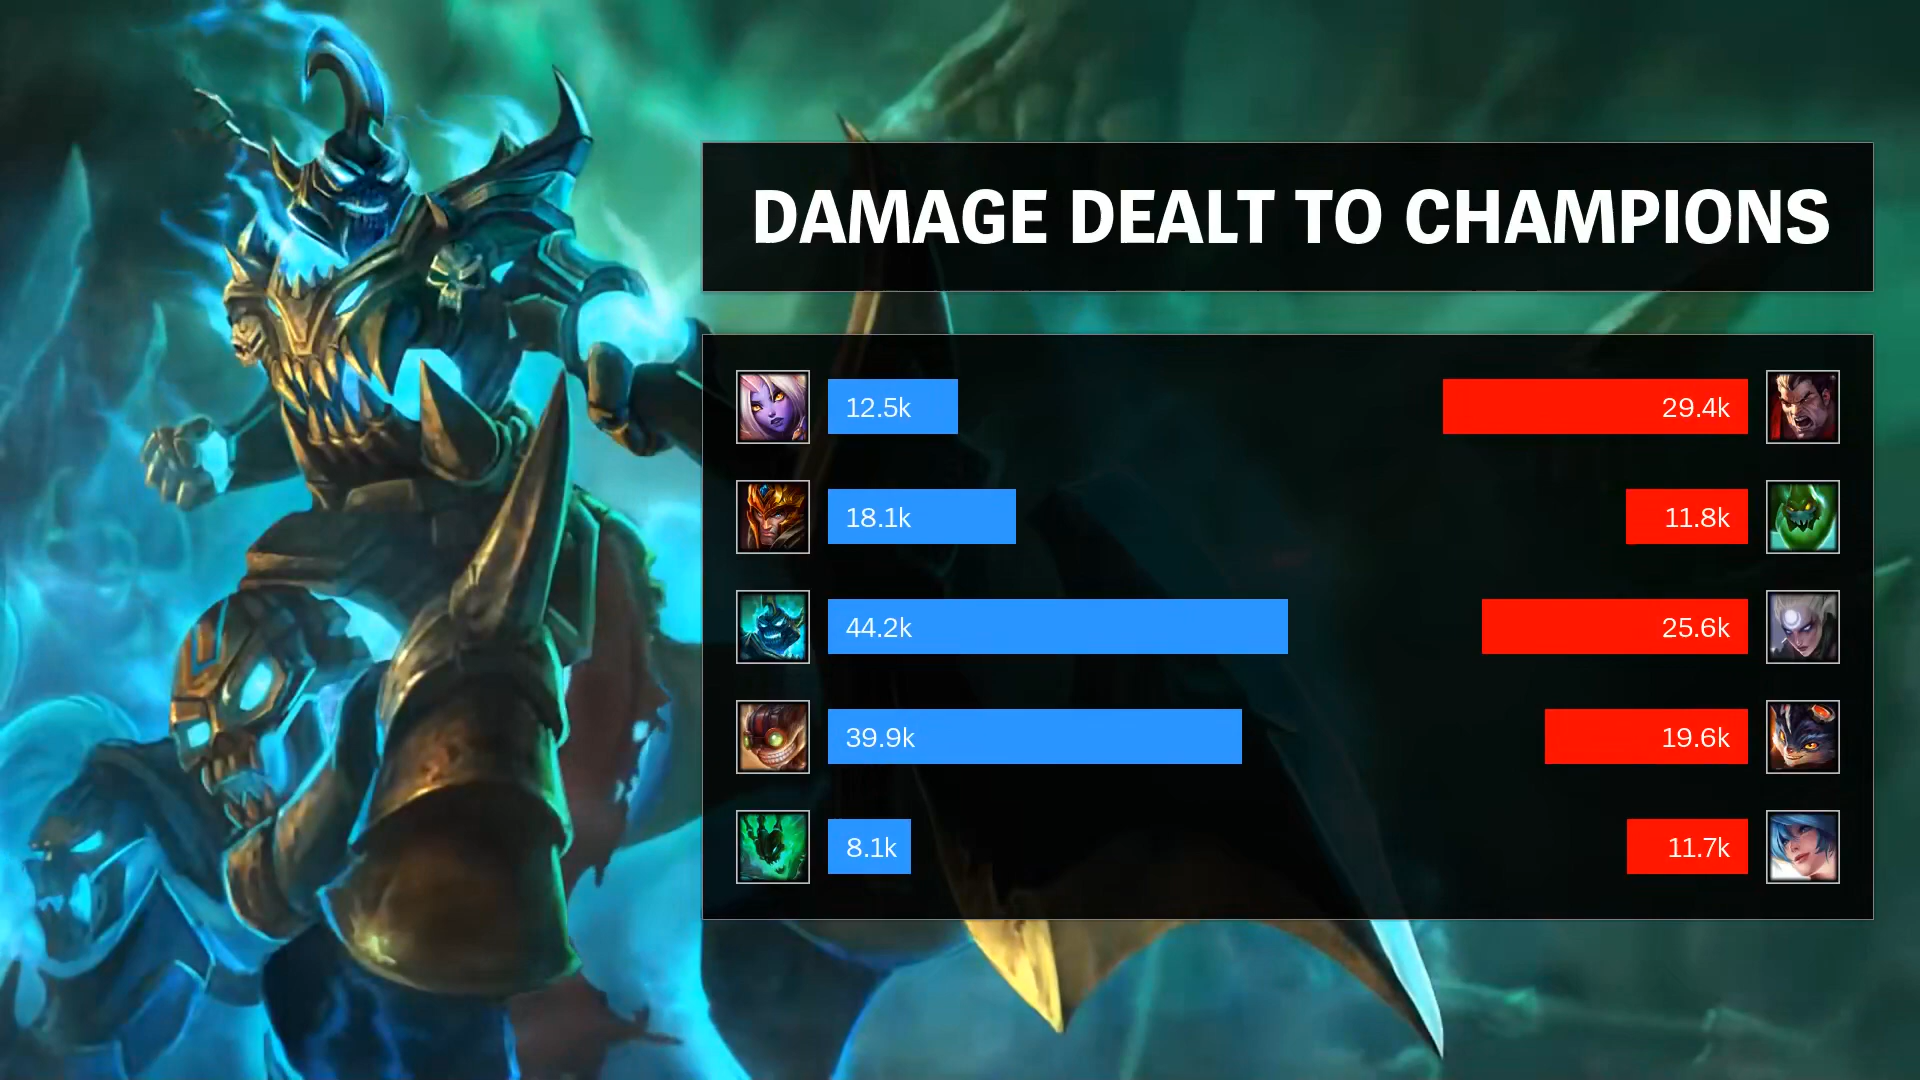 DAMAGE DEALT TO CHAMPIONS
12.5k 29.4k
18.1k 11.8k
44.2k 25.6k
39.9k 19.6k
8.1k 11.7k